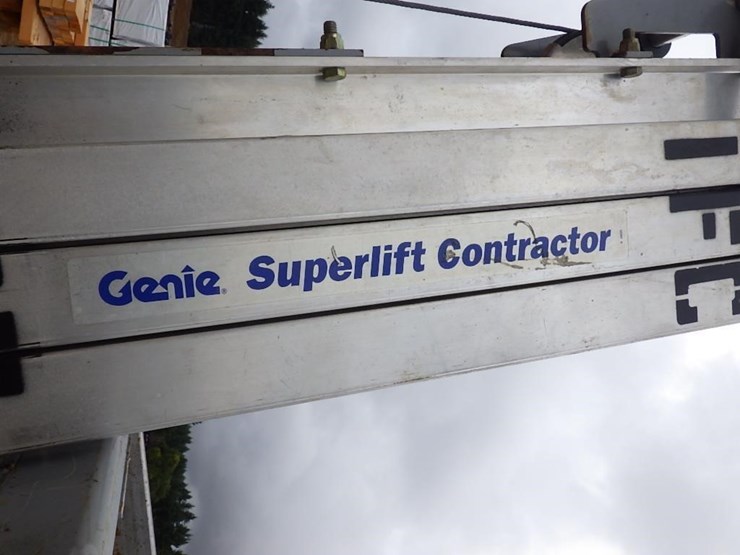 Genie. Superlift Contractor